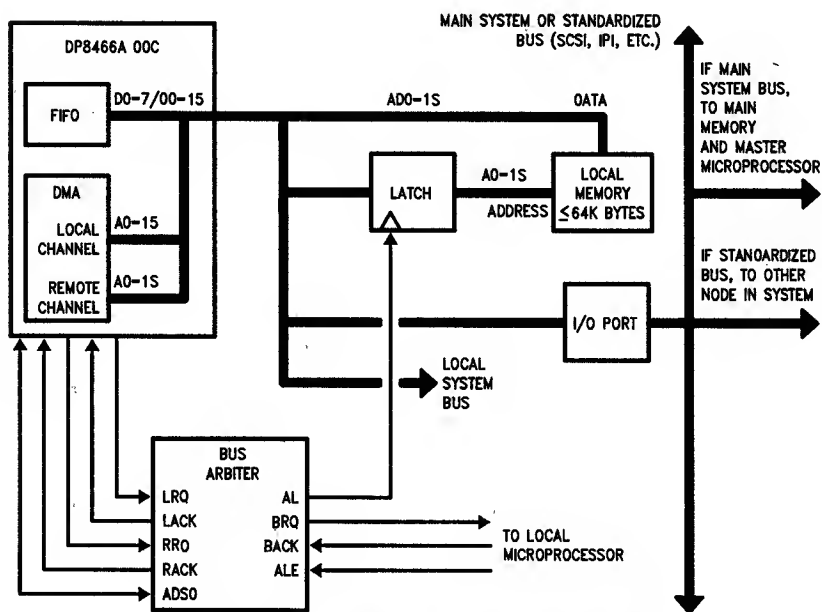 MAIN SYSTEM OR STANDARDIZED
BUS (SCSI, IPI, ETC.)
DP8466A 00C
FIFO
D0-7/00-15
AD0-1S
OATA
IF MAIN
SYSTEM BUS,
TO MAIN
MEMORY
AND MASTER
MICROPROCESSOR
DMA
LOCAL
CHANNEL
A0-15
REMOTE
CHANNEL
A0-1S
LATCH
A0-1S
ADDRESS
LOCAL
MEMORY
≤64K BYTES
IF STANOARDIZED
BUS, TO OTHER
NODE IN SYSTEM
I/O PORT
LOCAL
SYSTEM
BUS
BUS
ARBITER
LRQ
LACK
RRO
RACK
ADSO
AL
BRQ
BACK
ALE
TO LOCAL
MICROPROCESSOR